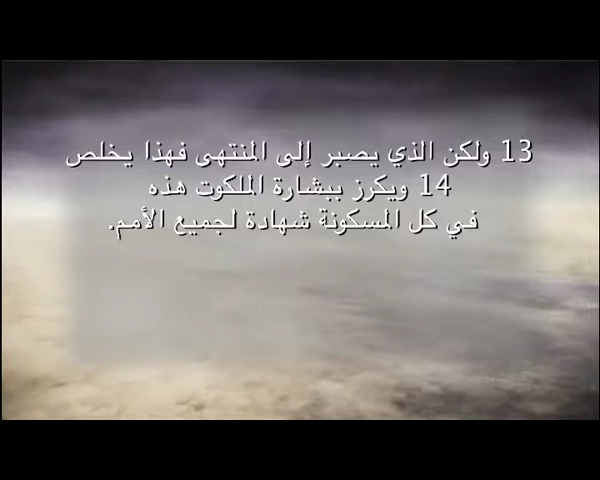 13 ولكن الذي يصبر إلى المنتهى فهذا يخلص
14 ويكرز ببشارة الملكوت هذه
في كل المسكونة شهادة لجميع الأمم.